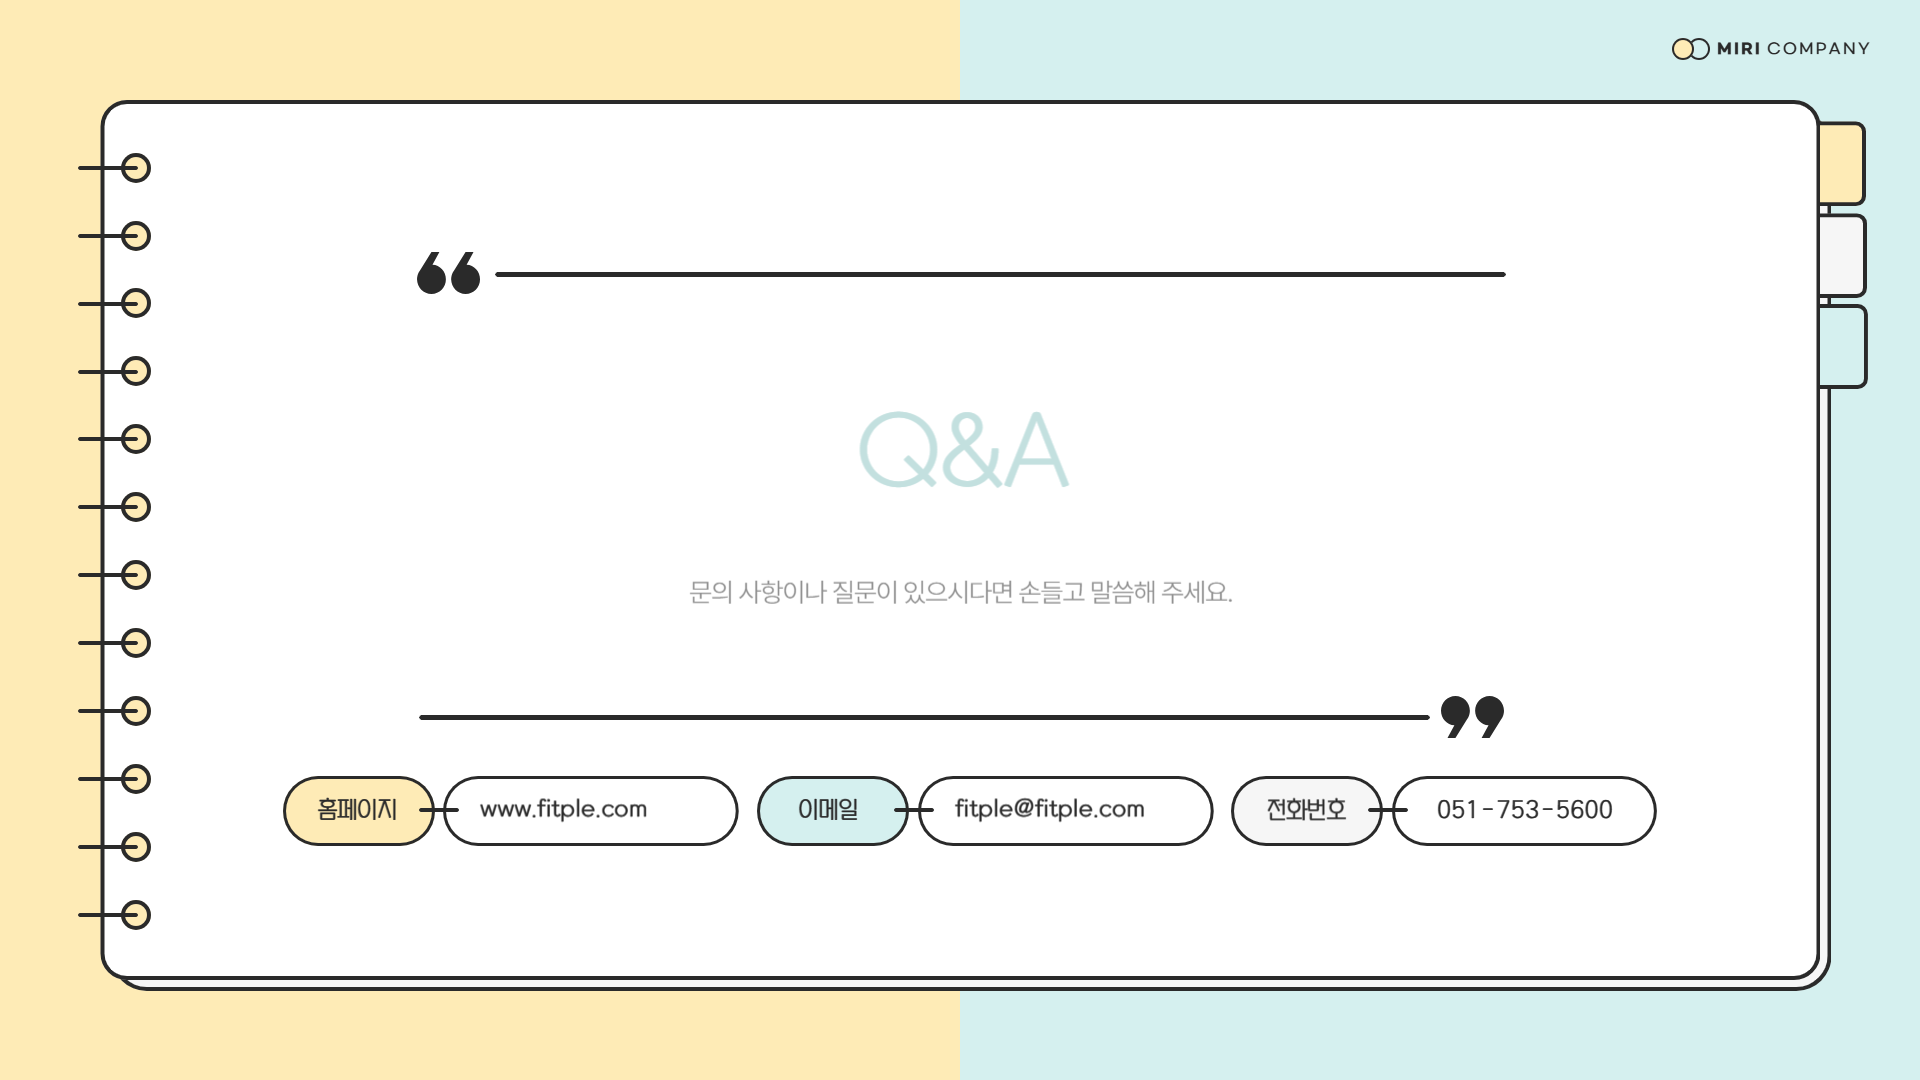 MIRI COMPANY
“
Q&A
문의 사항이나 질문이 있으시다면 손들고 말씀해 주세요.
”
홈페이지 www.fitple.com 이메일 fitple@fitple.com 전화번호 051-753-5600